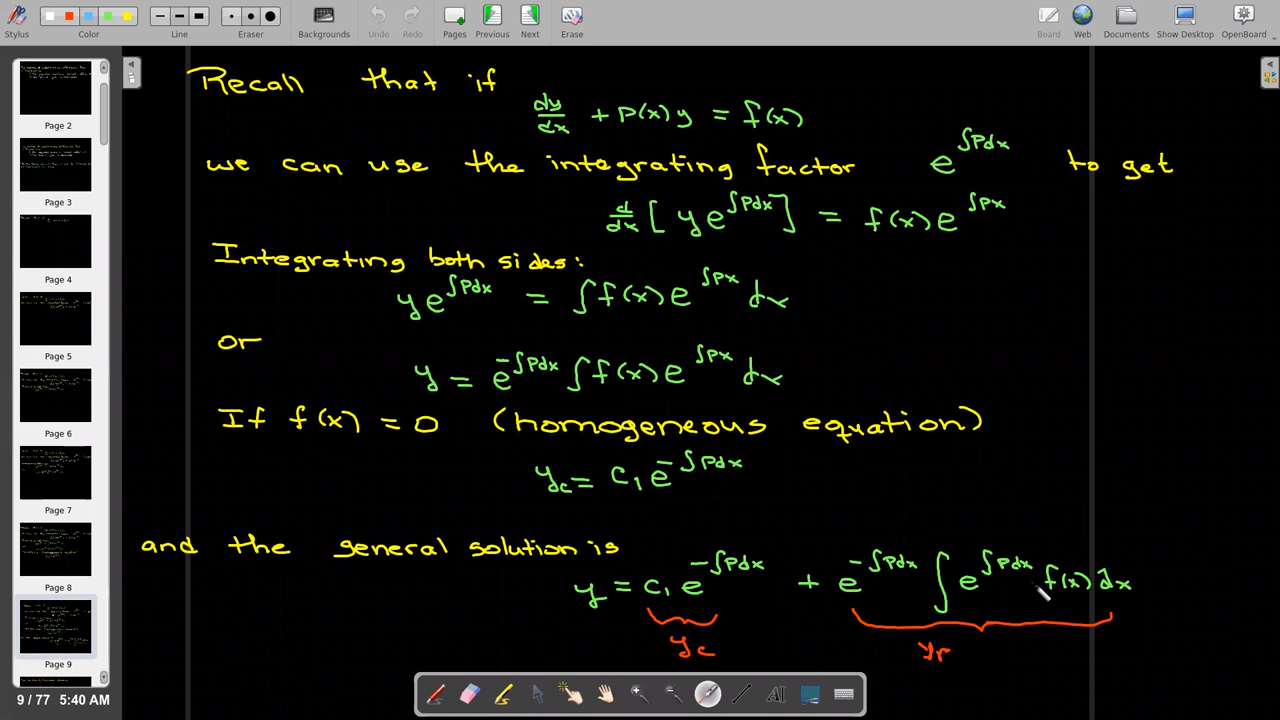 Stylus
Color
Line
Eraser
Backgrounds
Undo
Redo
Pages
Previous
Next
Erase
Board
Web
Documents
Show Desktop
OpenBoard
Page 2
Page 3
Page 4
Page 5
Page 6
Page 7
Page 8
Page 9
9 / 77 5:40 AM
Recall that if
dy/dx + P(x)y = f(x)
we can use the integrating factor e^{∫Pdx} to get
d/dx [ y e^{∫Pdx} ] = f(x) e^{∫Px}
Integrating both sides:
y e^{∫Pdx} = ∫ f(x) e^{∫Px} dx
or
y = e^{-∫Pdx} ∫ f(x) e^{∫Px} dx
If f(x) = 0 (homogeneous equation)
y_c = c₁ e^{-∫Pdx}
and the general solution is
y = c₁ e^{-∫Pdx} + e^{-∫Pdx} ∫ e^{∫Pdx} f(x) dx
y_c y_p
AI